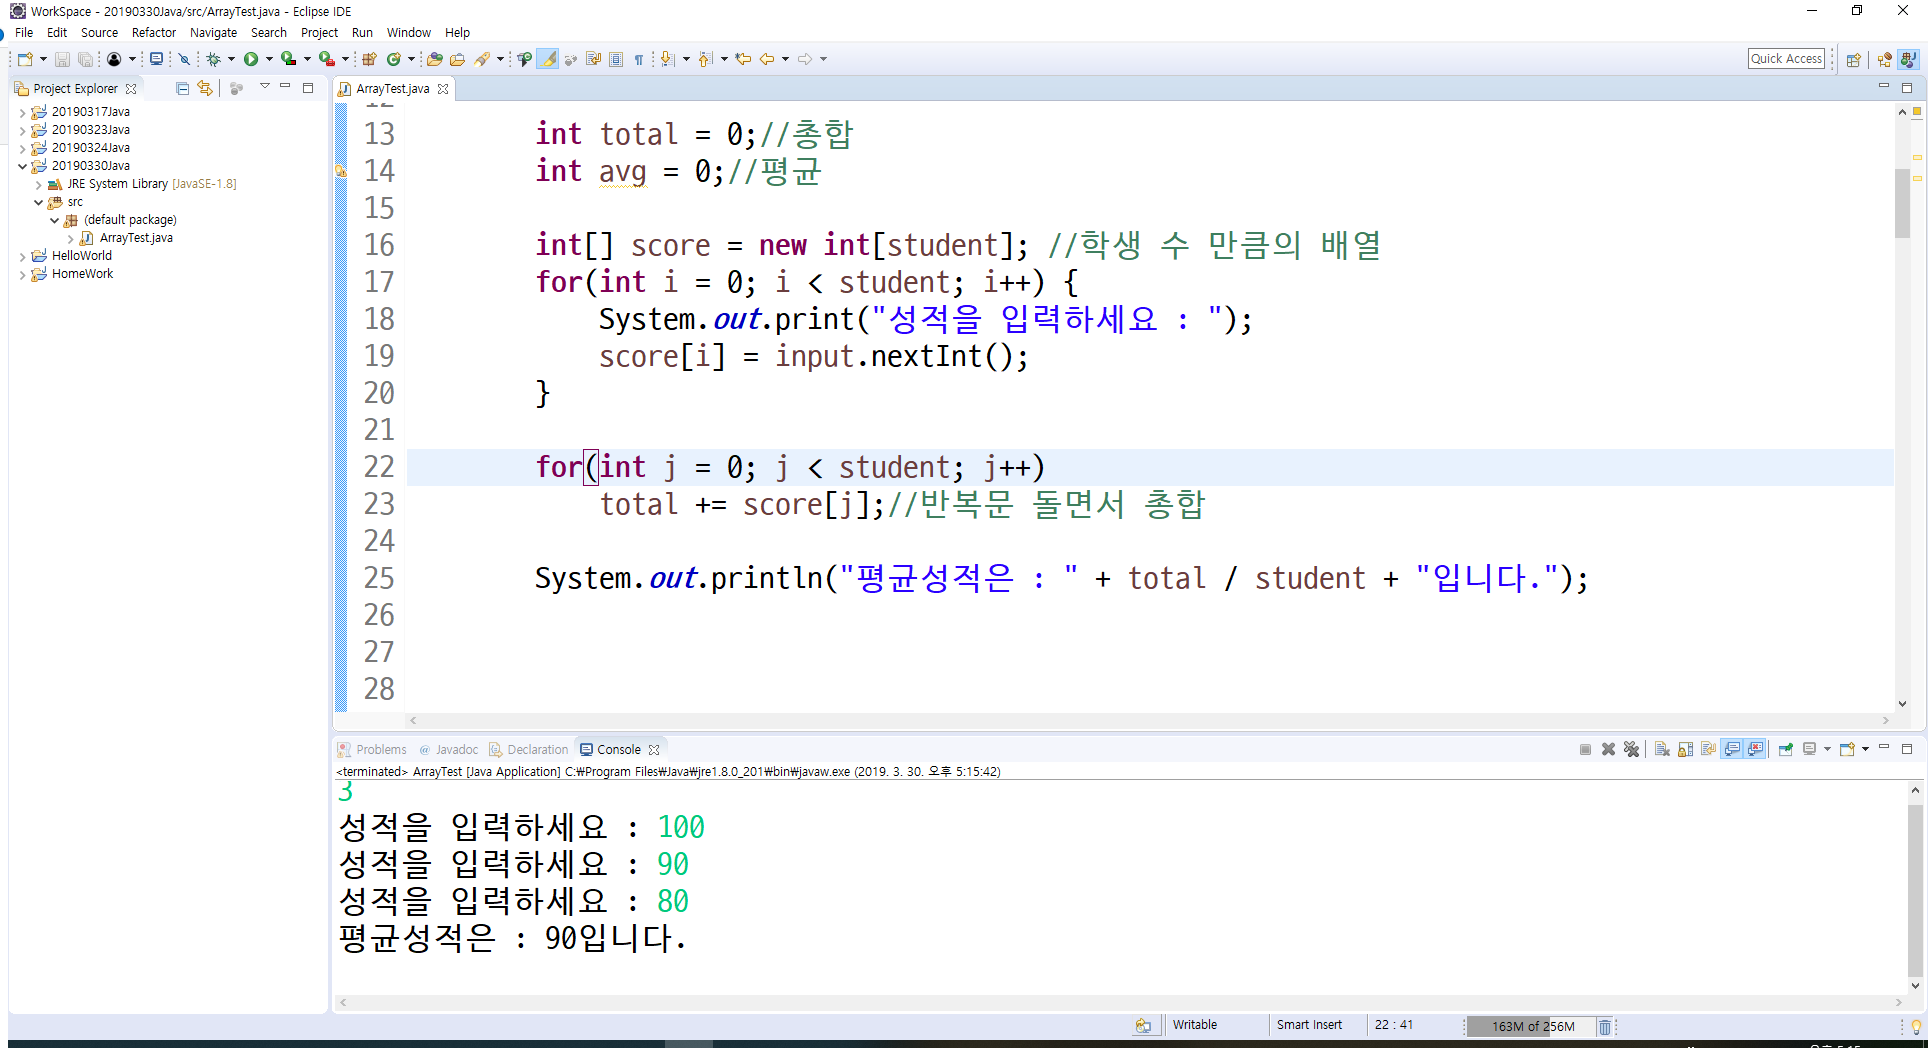 WorkSpace - 20190330Java/src/ArrayTest.java - Eclipse IDE
File Edit Source Refactor Navigate Search Project Run Window Help
Quick Access
Project Explorer
20190317Java
20190323Java
20190324Java
20190330Java
JRE System Library [JavaSE-1.8]
src
(default package)
ArrayTest.java
HelloWorld
HomeWork
ArrayTest.java
12
13 int total = 0;//총합
14 int avg = 0;//평균
15
16 int[] score = new int[student]; //학생 수 만큼의 배열
17 for(int i = 0; i < student; i++) {
18 System.out.print("성적을 입력하세요 : ");
19 score[i] = input.nextInt();
20 }
21
22 for(int j = 0; j < student; j++)
23 total += score[j];//반복문 돌면서 총합
24
25 System.out.println("평균성적은 : " + total / student + "입니다.");
26
27
28
Problems @ Javadoc Declaration Console
<terminated> ArrayTest [Java Application] C:₩Program Files₩Java₩jre1.8.0_201₩bin₩javaw.exe (2019. 3. 30. 오후 5:15:42)
3
성적을 입력하세요 : 100
성적을 입력하세요 : 90
성적을 입력하세요 : 80
평균성적은 : 90입니다.
Writable Smart Insert 22 : 41 163M of 256M